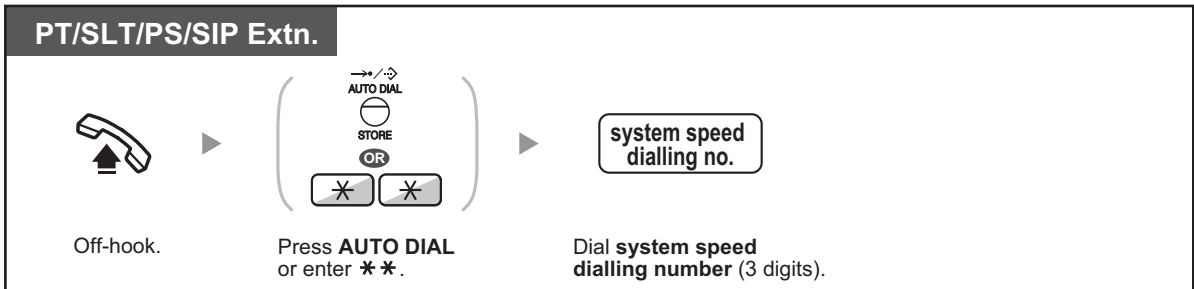 PT/SLT/PS/SIP Extn.
AUTO DIAL
STORE
OR
system speed
dialling no.
Off-hook.
Press AUTO DIAL
or enter ✱✱.
Dial system speed
dialling number (3 digits).